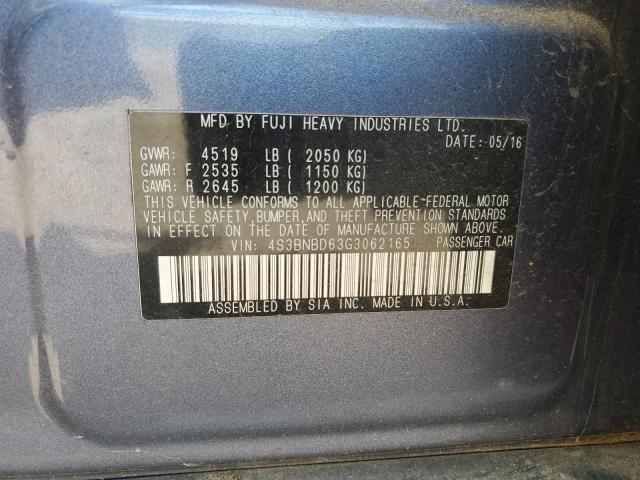 MFD BY FUJI HEAVY INDUSTRIES LTD.
DATE: 05/16
GVWR: 4519 LB ( 2050 KG)
GAWR: F 2535 LB ( 1150 KG)
GAWR: R 2645 LB ( 1200 KG)
THIS VEHICLE CONFORMS TO ALL APPLICABLE FEDERAL MOTOR
VEHICLE SAFETY, BUMPER, AND THEFT PREVENTION STANDARDS
IN EFFECT ON THE DATE OF MANUFACTURE SHOWN ABOVE.
VIN: 4S3BNBD63G3062165 PASSENGER CAR
ASSEMBLED BY SIA INC. MADE IN U.S.A.